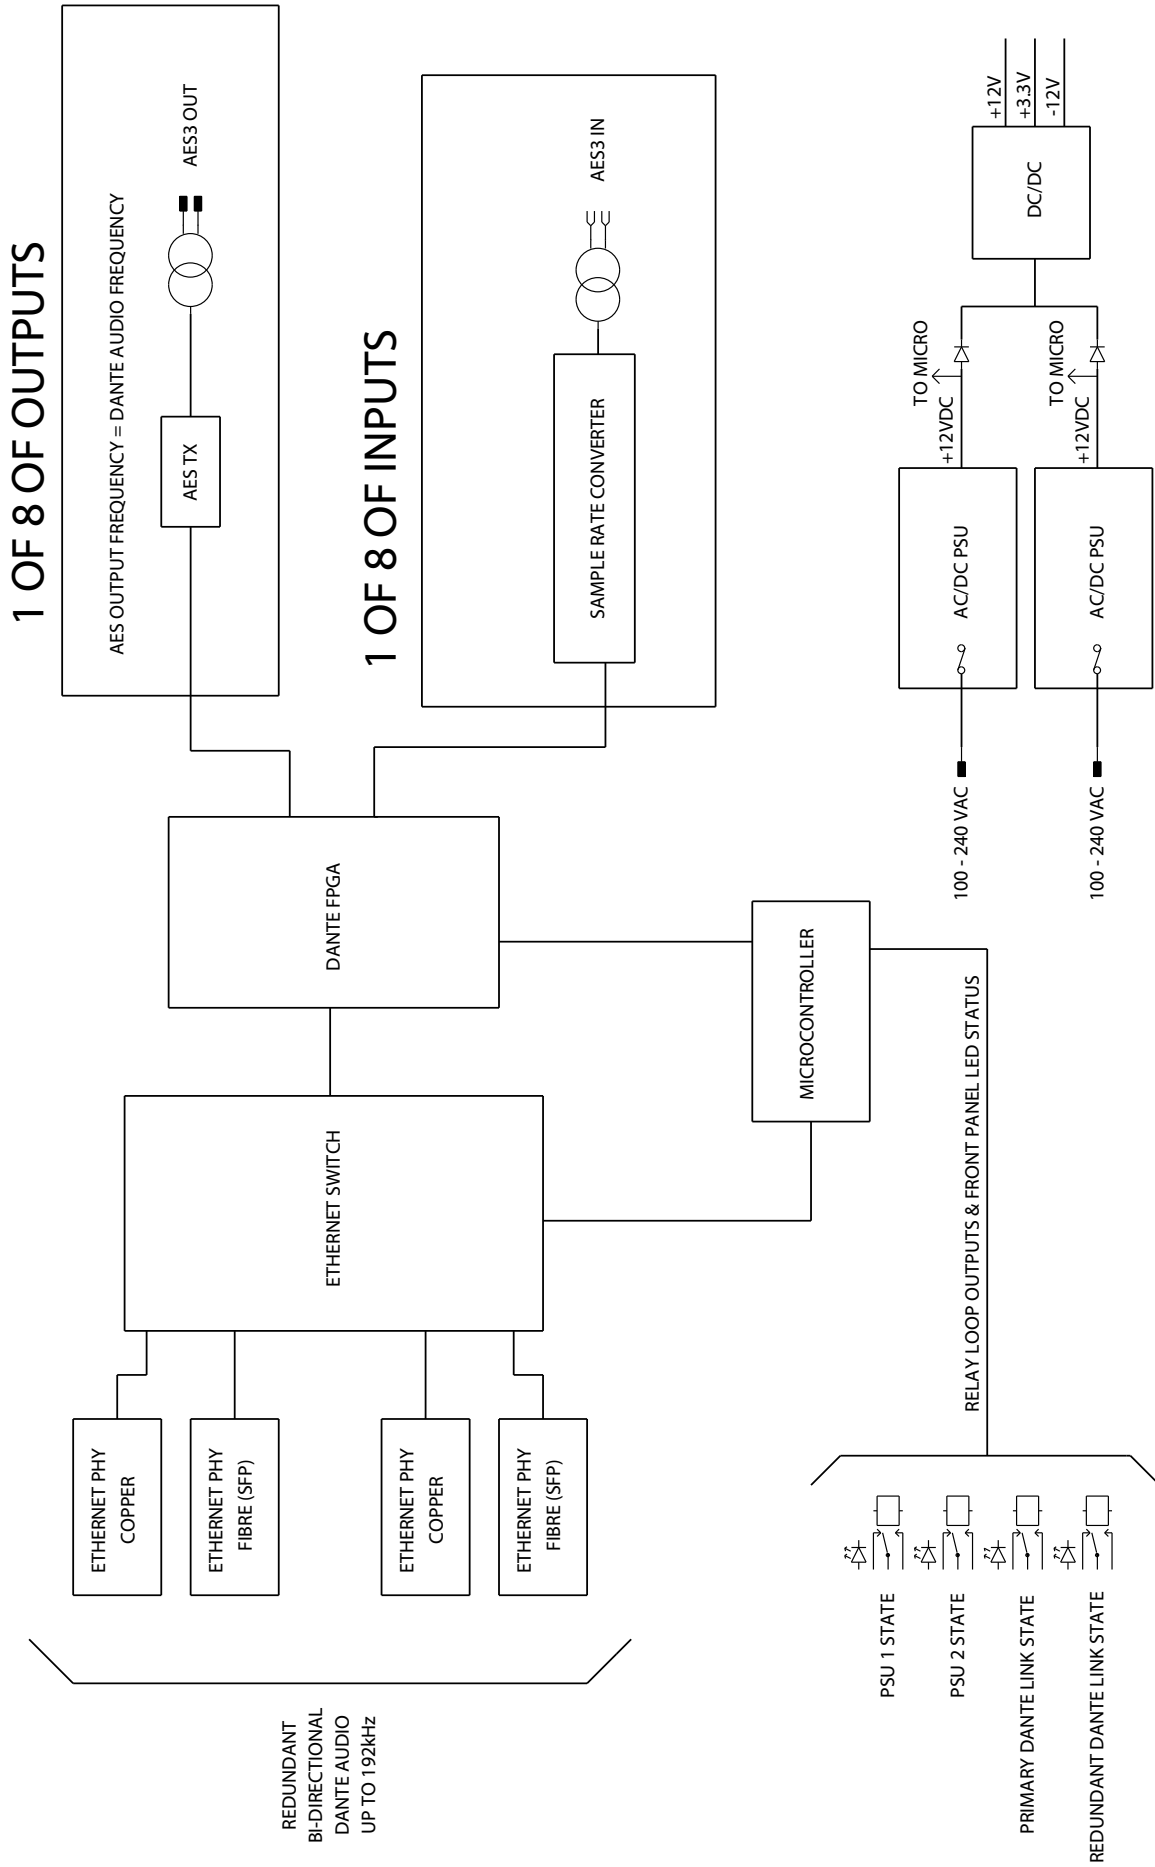 REDUNDANT
BI-DIRECTIONAL
DANTE AUDIO
UP TO 192kHz
ETHERNET PHY
COPPER
ETHERNET PHY
FIBRE (SFP)
ETHERNET PHY
COPPER
ETHERNET PHY
FIBRE (SFP)
ETHERNET SWITCH
DANTE FPGA
MICROCONTROLLER
1 OF 8 OF OUTPUTS
AES OUTPUT FREQUENCY = DANTE AUDIO FREQUENCY
AES TX
AES3 OUT
1 OF 8 OF INPUTS
SAMPLE RATE CONVERTER
AES3 IN
RELAY LOOP OUTPUTS & FRONT PANEL LED STATUS
PSU 1 STATE
PSU 2 STATE
PRIMARY DANTE LINK STATE
REDUNDANT DANTE LINK STATE
100 - 240 VAC
AC/DC PSU
+12VDC
TO MICRO
100 - 240 VAC
AC/DC PSU
+12VDC
TO MICRO
DC/DC
+12V
+3.3V
-12V